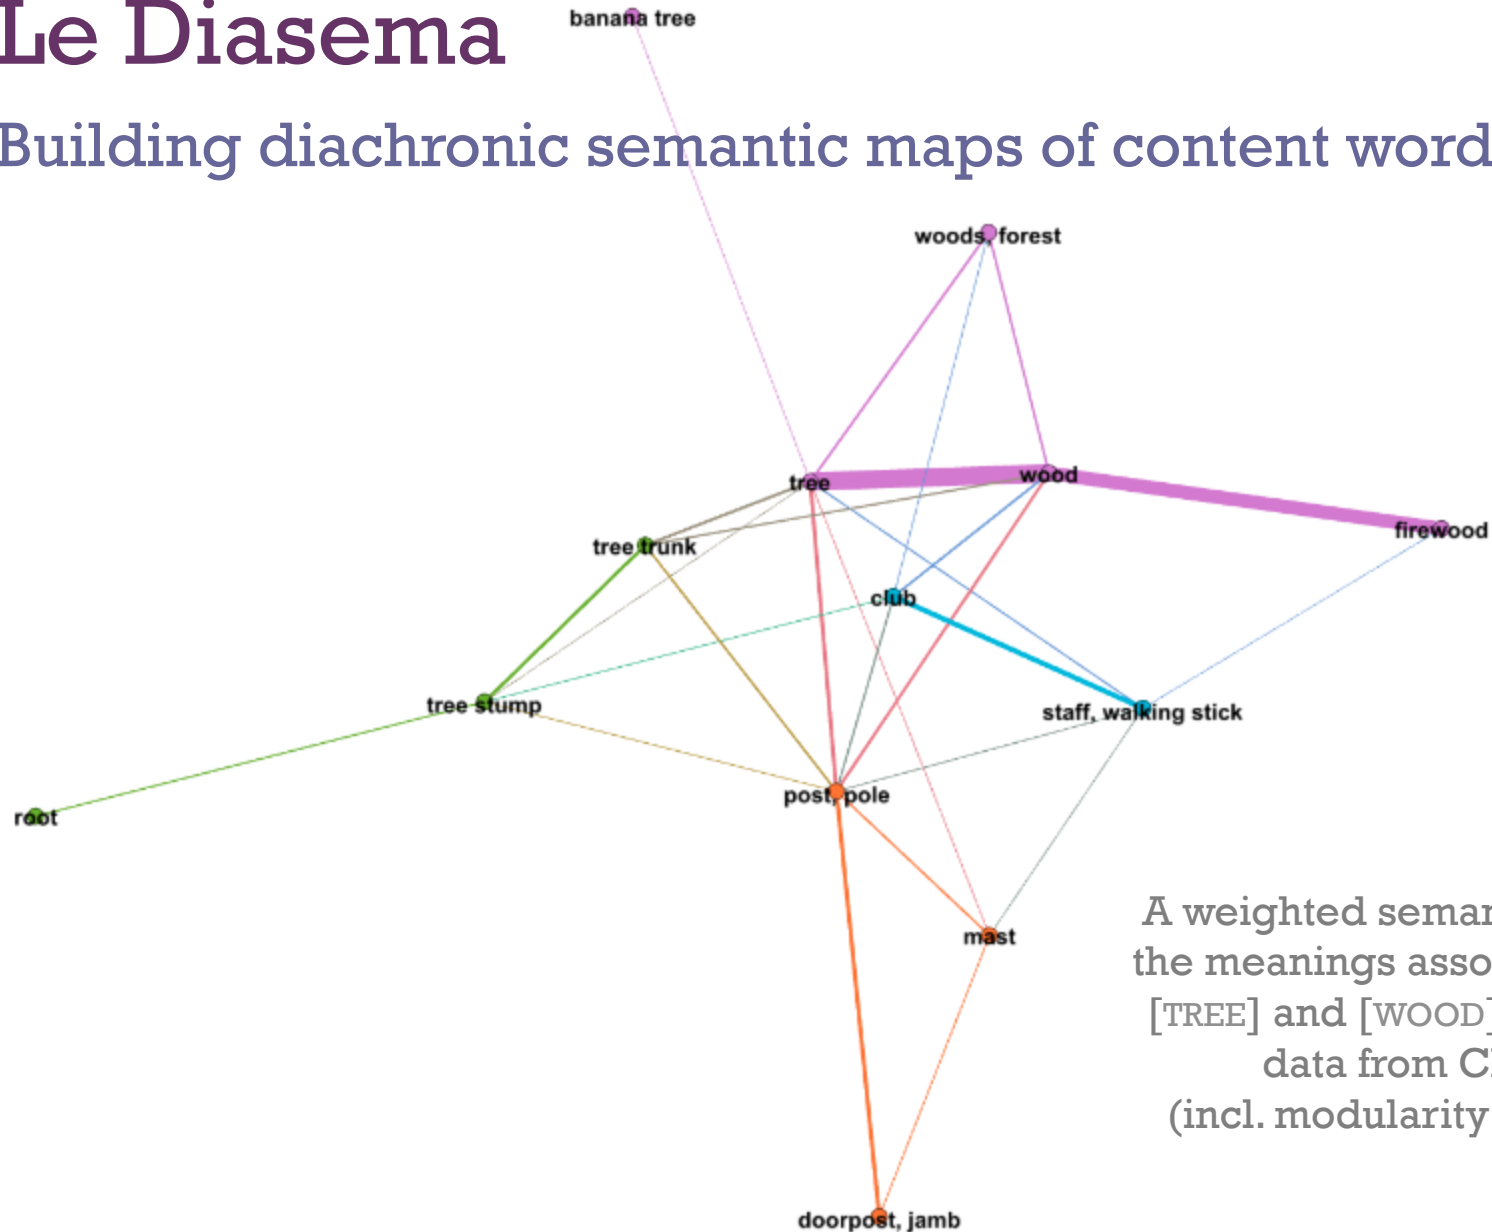 Le Diasema
banana tree
Building diachronic semantic maps of content word
woods, forest
tree
wood
firewood
tree trunk
club
tree stump
staff, walking stick
post, pole
root
A weighted
mast
the meanings
[TREE] and [WOOD]
data from
(incl. modularity
doorpost, jamb